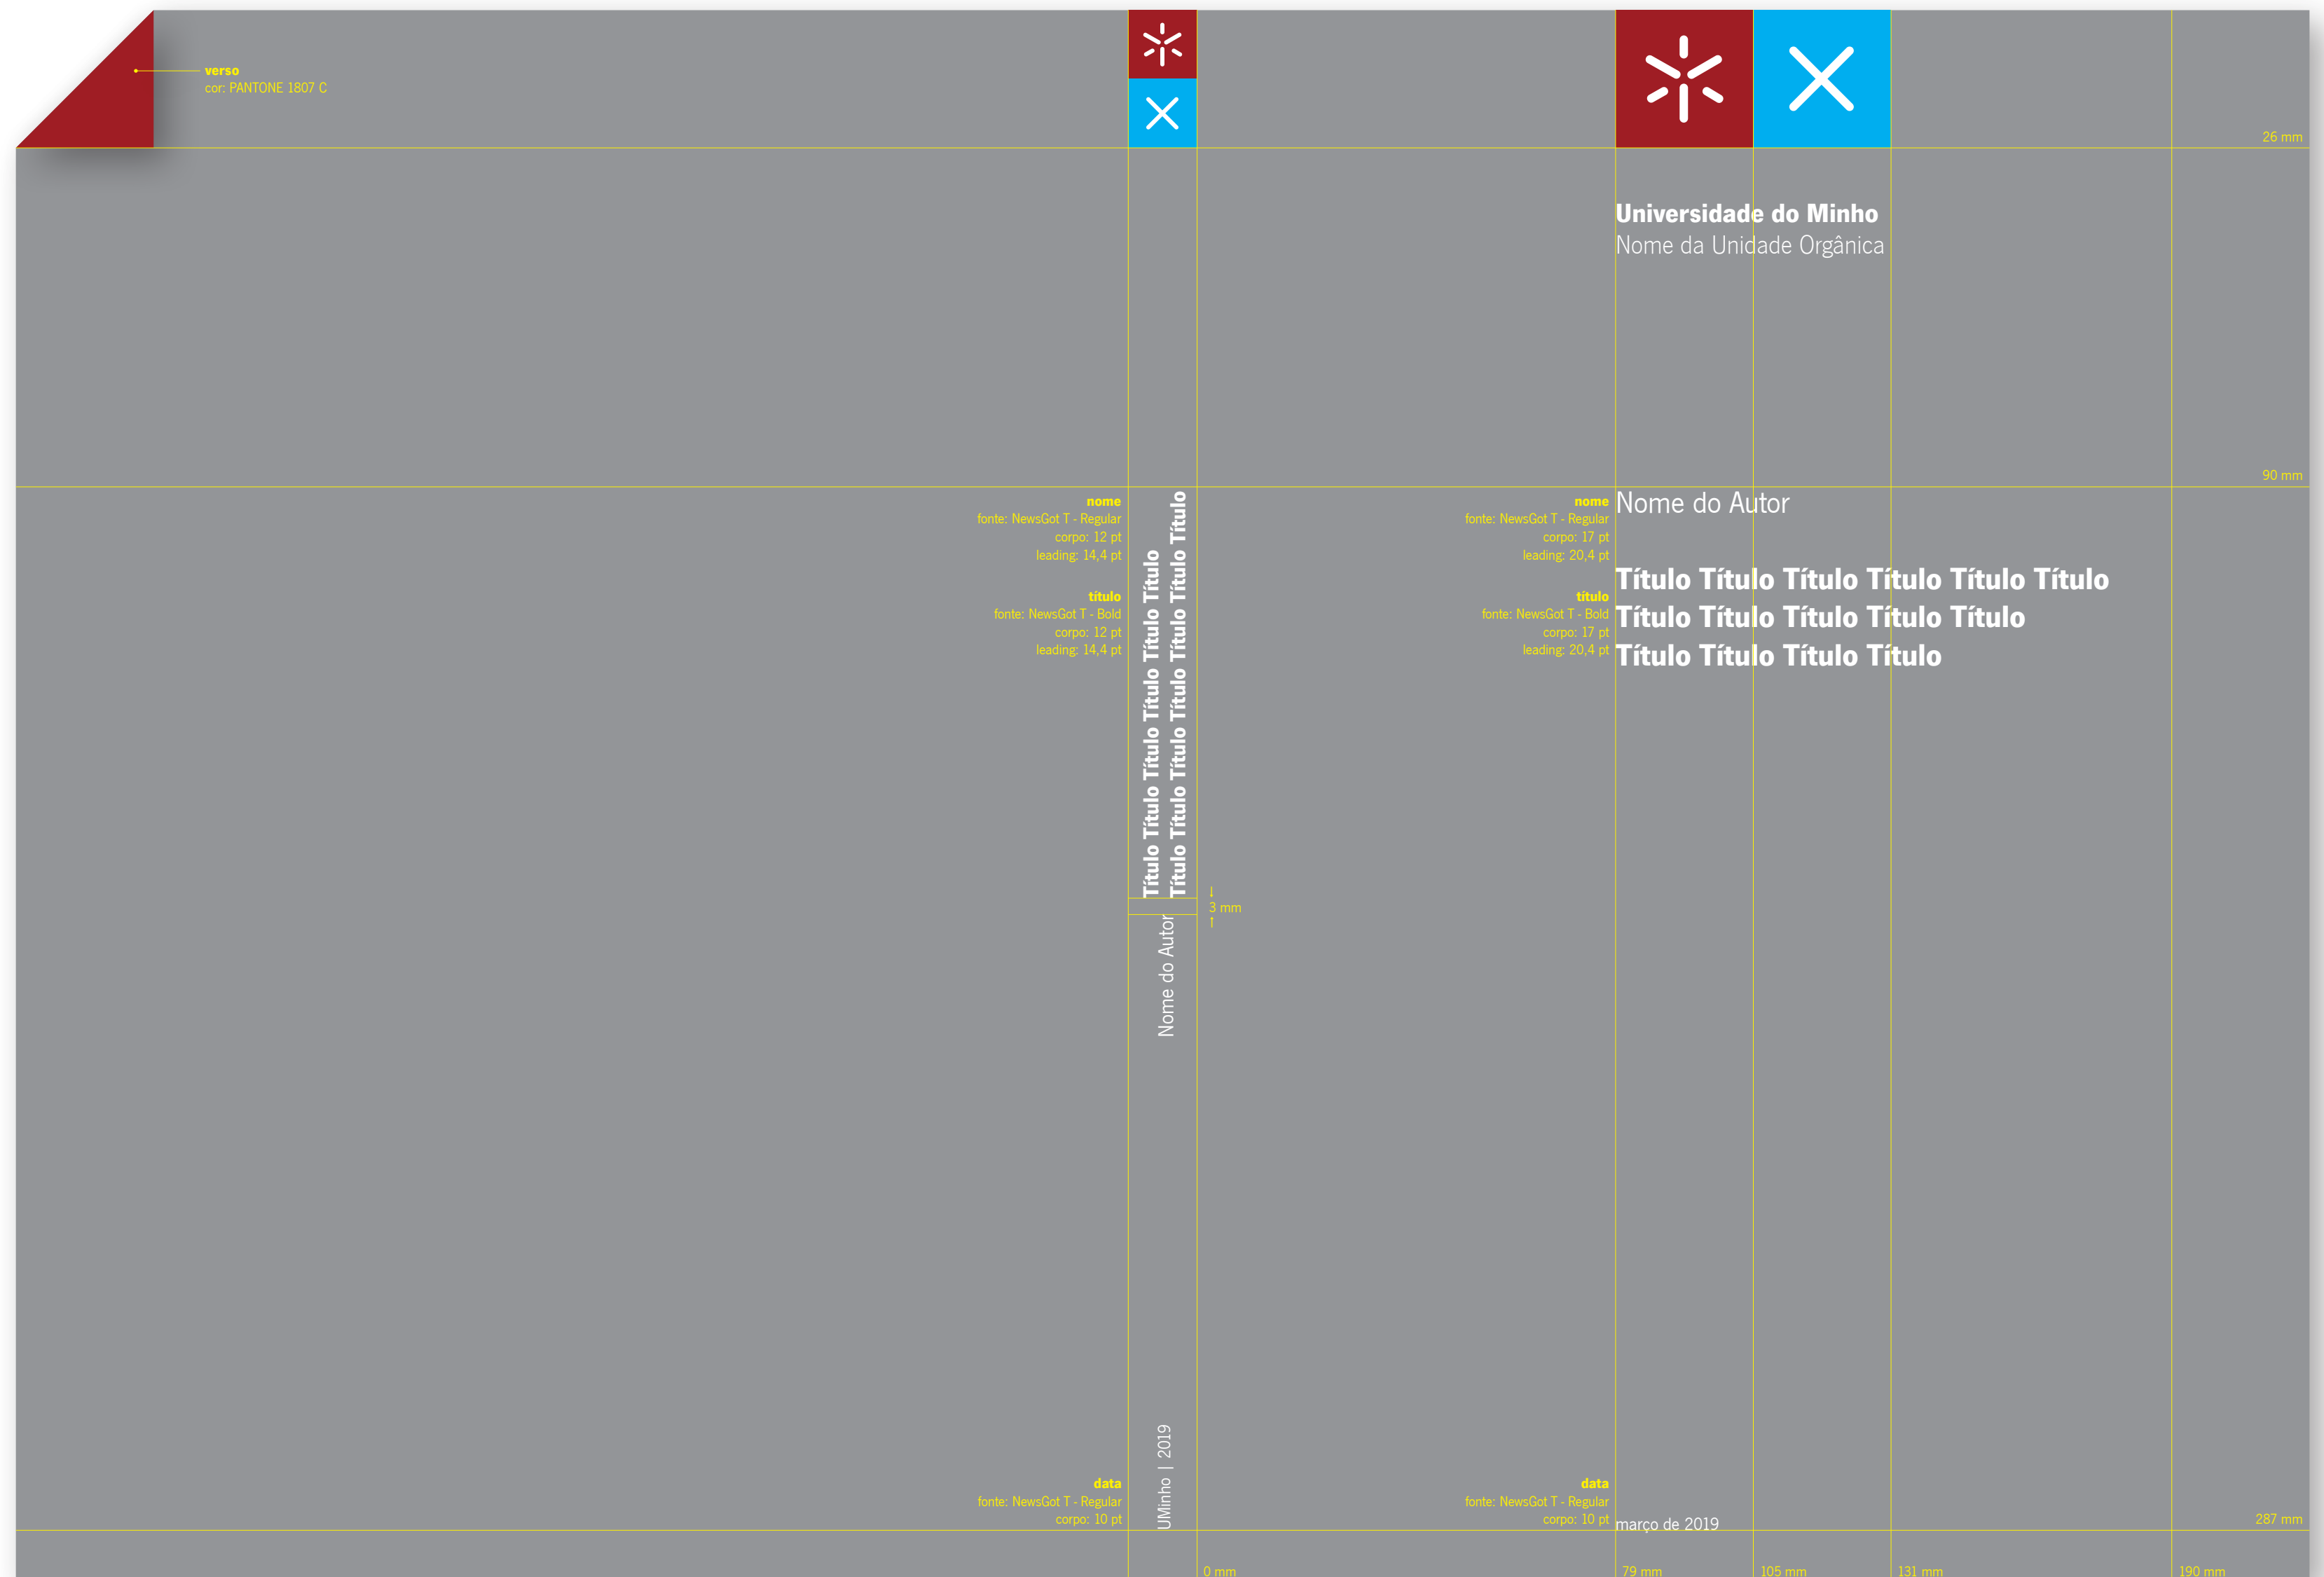 verso
cor: PANTONE 1807 C
26 mm
Universidade do Minho
Nome da Unidade Orgânica
90 mm
nome
fonte: NewsGot T - Regular
corpo: 12 pt
leading: 14,4 pt
título
fonte: NewsGot T - Bold
corpo: 12 pt
leading: 14,4 pt
Título Título Título Título Título Título
Título Título Título Título Título Título Título
3 mm
Nome do Autor
UMinho | 2019
data
fonte: NewsGot T - Regular
corpo: 10 pt
nome
fonte: NewsGot T - Regular
corpo: 17 pt
leading: 20,4 pt
título
fonte: NewsGot T - Bold
corpo: 17 pt
leading: 20,4 pt
Nome do Autor
Título Título Título Título Título Título
Título Título Título Título Título
Título Título Título Título
data
fonte: NewsGot T - Regular
corpo: 10 pt
março de 2019
287 mm
0 mm
79 mm
105 mm
131 mm
190 mm